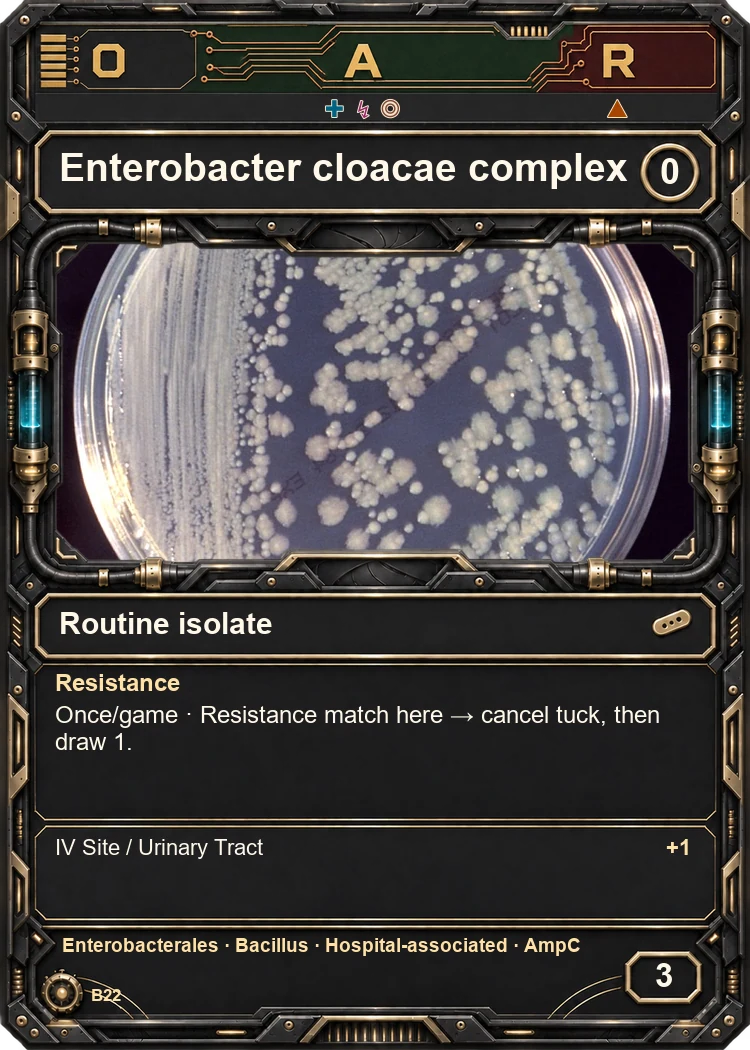 O A R
Enterobacter cloacae complex 0
Routine isolate
Resistance
Once/game · Resistance match here → cancel tuck, then
draw 1.
IV Site / Urinary Tract +1
Enterobacterales · Bacillus · Hospital-associated · AmpC
3
B22